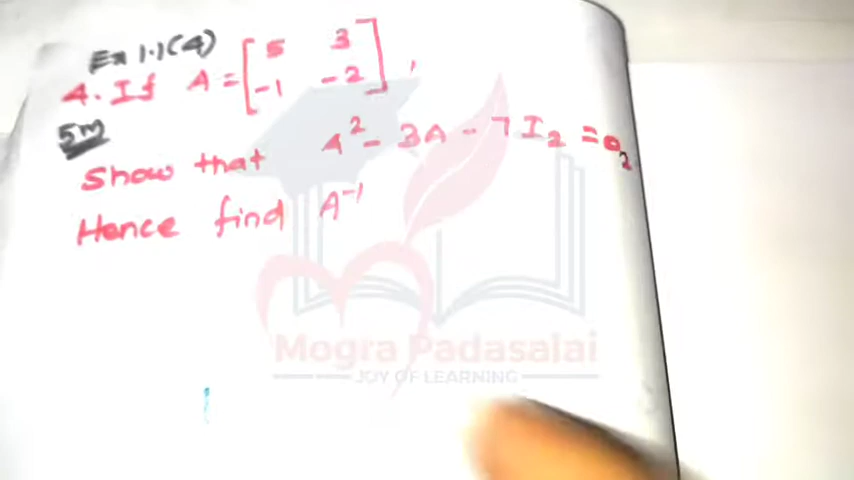 Ex 1.1(4)
4. If A = [ 5 3
-1 -2 ],
5m
Show that A² - 3A - 7I₂ = 0₂
Hence find A⁻¹
Mogra Padasalai
JOY OF LEARNING